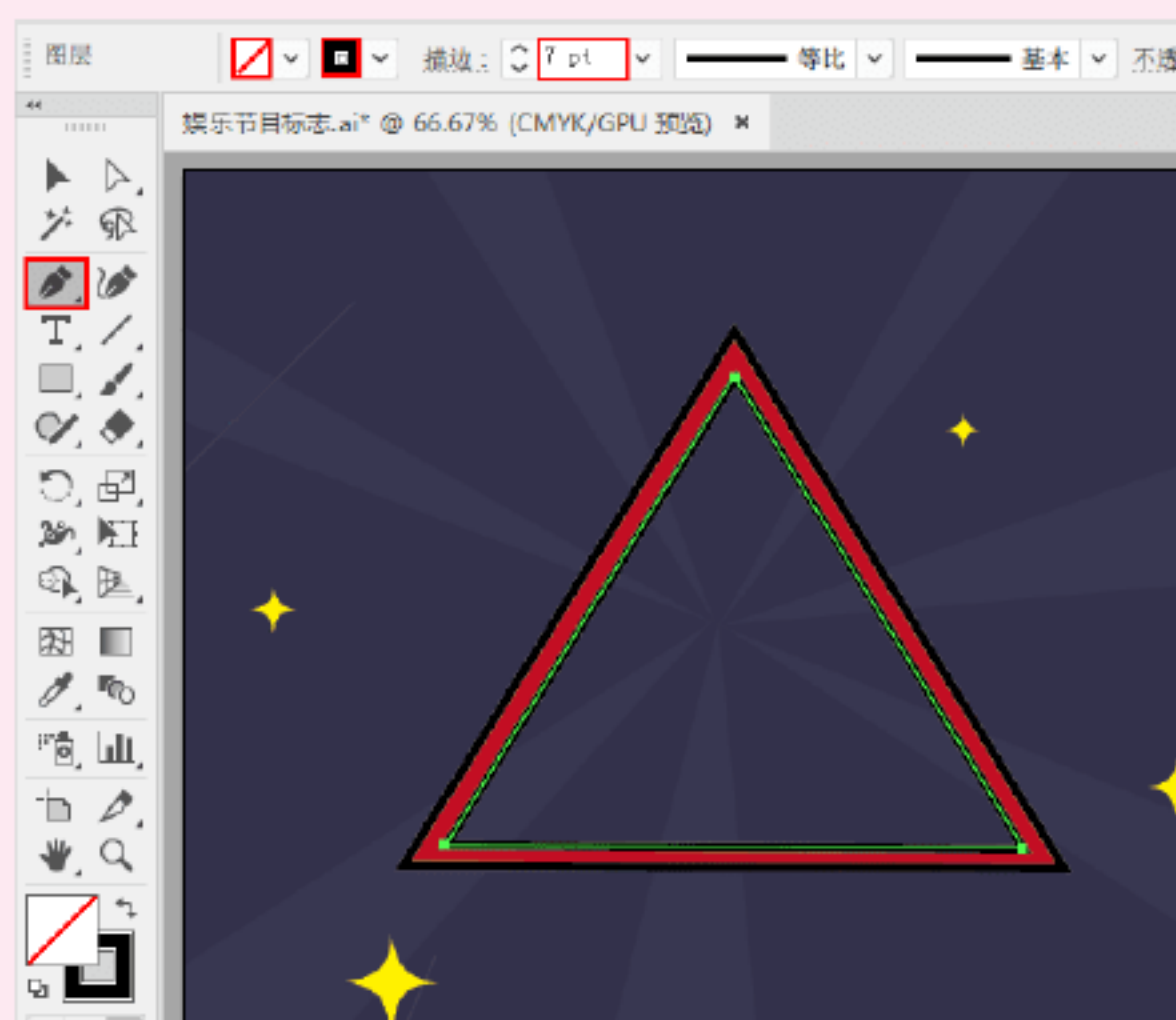 图层 描边： 7 pt 等比 基本 不透
娱乐节目标志.ai* @ 66.67% (CMYK/GPU 预览)